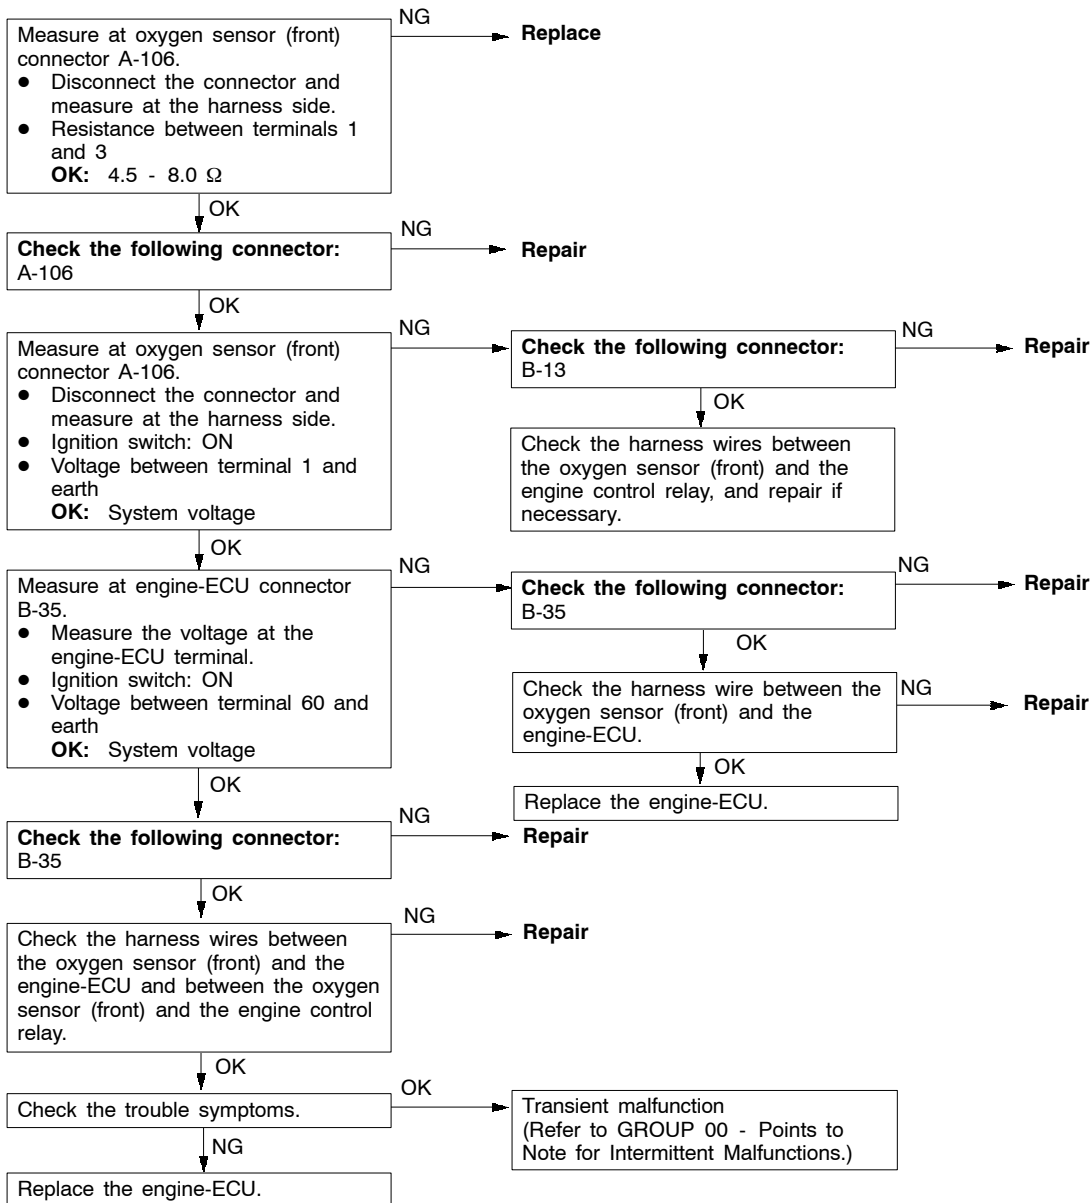 Measure at oxygen sensor (front)
connector A-106.
● Disconnect the connector and
measure at the harness side.
● Resistance between terminals 1
and 3
OK: 4.5 - 8.0 Ω
NG
Replace
OK
Check the following connector:
A-106
NG
Repair
OK
Measure at oxygen sensor (front)
connector A-106.
● Disconnect the connector and
measure at the harness side.
● Ignition switch: ON
● Voltage between terminal 1 and
earth
OK: System voltage
NG
Check the following connector:
B-13
NG
Repair
OK
Check the harness wires between
the oxygen sensor (front) and the
engine control relay, and repair if
necessary.
OK
Measure at engine-ECU connector
B-35.
● Measure the voltage at the
engine-ECU terminal.
● Ignition switch: ON
● Voltage between terminal 60 and
earth
OK: System voltage
NG
Check the following connector:
B-35
NG
Repair
OK
Check the harness wire between the
oxygen sensor (front) and the
engine-ECU.
NG
Repair
OK
Replace the engine-ECU.
OK
Check the following connector:
B-35
NG
Repair
OK
Check the harness wires between
the oxygen sensor (front) and the
engine-ECU and between the oxygen
sensor (front) and the engine control
relay.
NG
Repair
OK
Check the trouble symptoms.
OK
Transient malfunction
(Refer to GROUP 00 - Points to
Note for Intermittent Malfunctions.)
NG
Replace the engine-ECU.